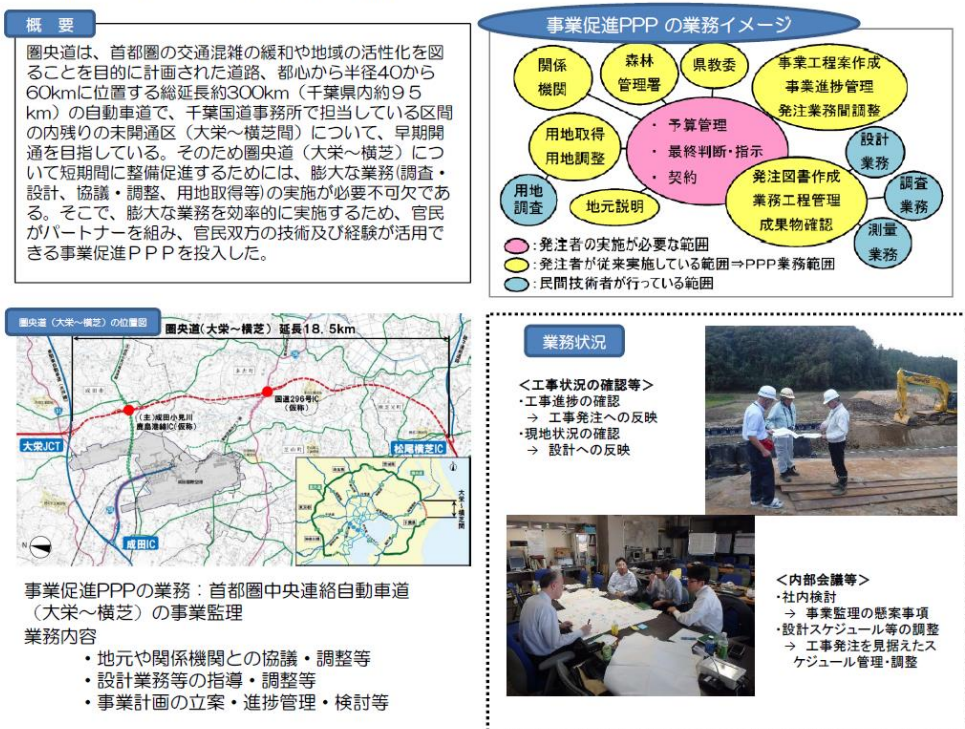 概　要
圏央道は、首都圏の交通混雑の緩和や地域の活性化を図
ることを目的に計画された道路、都心から半径40から
60kmに位置する総延長約300km（千葉県内約９５
km）の自動車道で、千葉国道事務所で担当している区間
の内残りの未開通区（大栄〜横芝間）について、早期開
通を目指している。そのため圏央道（大栄〜横芝）につ
いて短期間に整備促進するためには、膨大な業務(調査・
設計、協議・調整、用地取得等)の実施が必要不可欠であ
る。そこで、膨大な業務を効率的に実施するため、官民
がパートナーを組み、官民双方の技術及び経験が活用で
きる事業促進ＰＰＰを投入した。
事業促進PPP の業務イメージ
関係
機関
森林
管理署
県教委
事業工程案作成
事業進捗管理
発注業務間調整
用地取得
用地調整
・ 予算管理
・ 最終判断・指示
・ 契約
設計
業務
用地
調査
地元説明
発注図書作成
業務工程管理
成果物確認
調査
業務
測量
業務
：発注者の実施が必要な範囲
：発注者が従来実施している範囲⇒PPP業務範囲
：民間技術者が行っている範囲
圏央道（大栄〜横芝）の位置図
圏央道（大栄〜横芝） 延長18．5km
国道296号IC
（仮称）
（主）成田小見川
鹿島港線IC（仮称）
大栄JCT
松尾横芝IC
成田IC
N
大栄〜横芝間
事業促進PPPの業務：首都圏中央連絡自動車道
（大栄〜横芝）の事業監理
業務内容
・地元や関係機関との協議・調整等
・設計業務等の指導・調整等
・事業計画の立案・進捗管理・検討等
業務状況
＜工事状況の確認等＞
・工事進捗の確認
→ 工事発注への反映
・現地状況の確認
→ 設計への反映
＜内部会議等＞
・社内検討
→ 事業監理の懸案事項
・設計スケジュール等の調整
→ 工事発注を見据えたス
ケジュール管理・調整